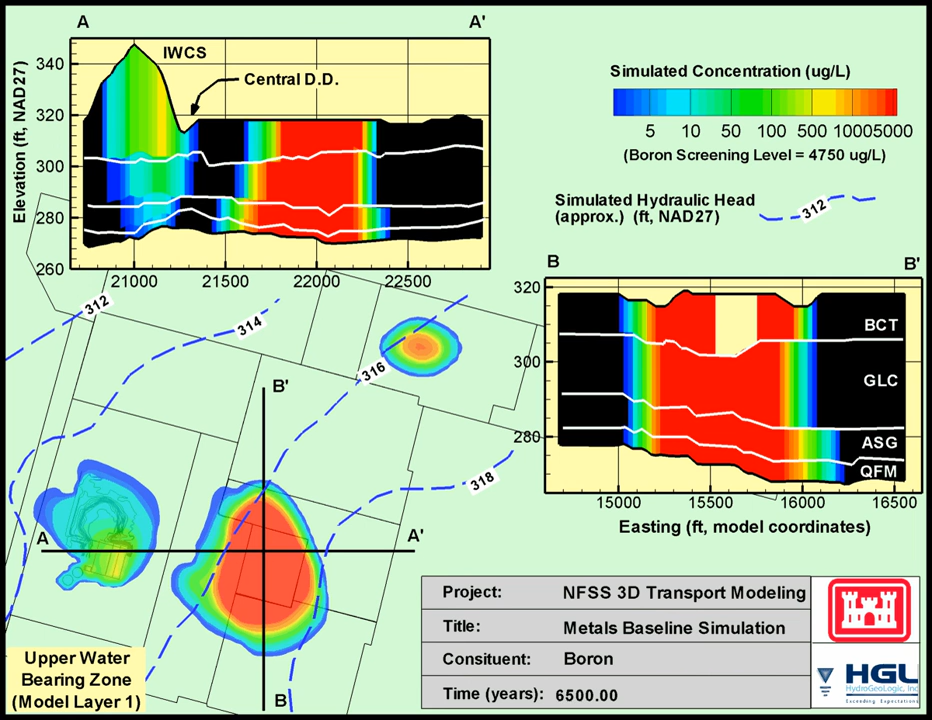 A A'
IWCS
Central D.D.
Elevation (ft, NAD27)
340
320
300
280
260
21000 21500 22000 22500
Simulated Concentration (ug/L)
5 10 50 100 500 1000 5000
(Boron Screening Level = 4750 ug/L)
Simulated Hydraulic Head
(approx.) (ft, NAD27)
312
B B'
320
300
280
BCT
GLC
ASG
QFM
15000 15500 16000 16500
Easting (ft, model coordinates)
312
314
316
318
B'
A A'
B
Upper Water
Bearing Zone
(Model Layer 1)
Project: NFSS 3D Transport Modeling
Title: Metals Baseline Simulation
Consituent: Boron
Time (years): 6500.00
HGL
HydroGeoLogic, Inc
Exceeding Expectations